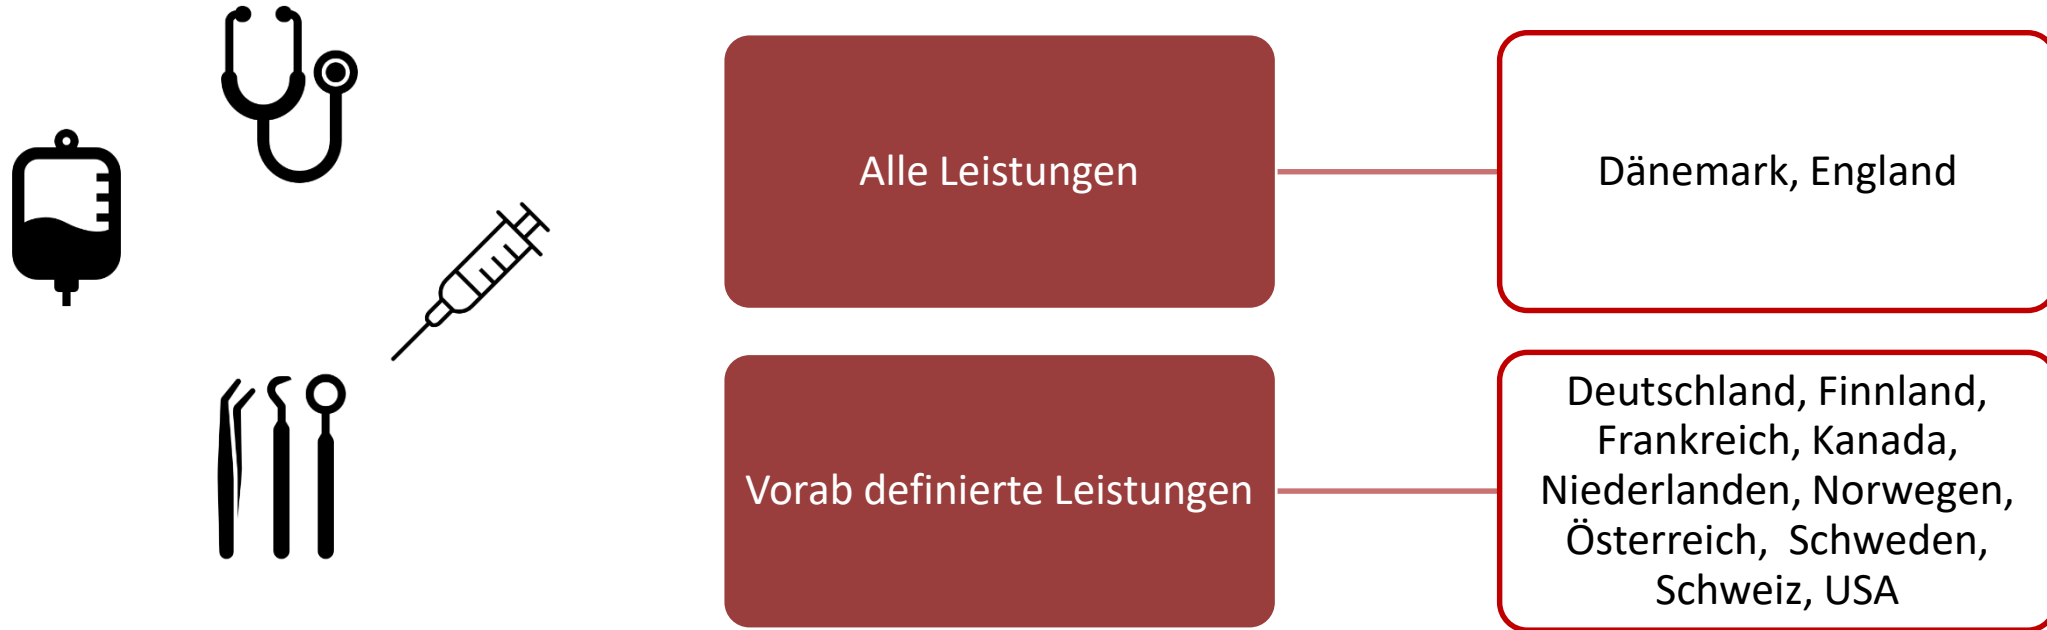 Alle Leistungen
Dänemark, England
Vorab definierte Leistungen
Deutschland, Finnland,
Frankreich, Kanada,
Niederlanden, Norwegen,
Österreich,  Schweden,
Schweiz, USA